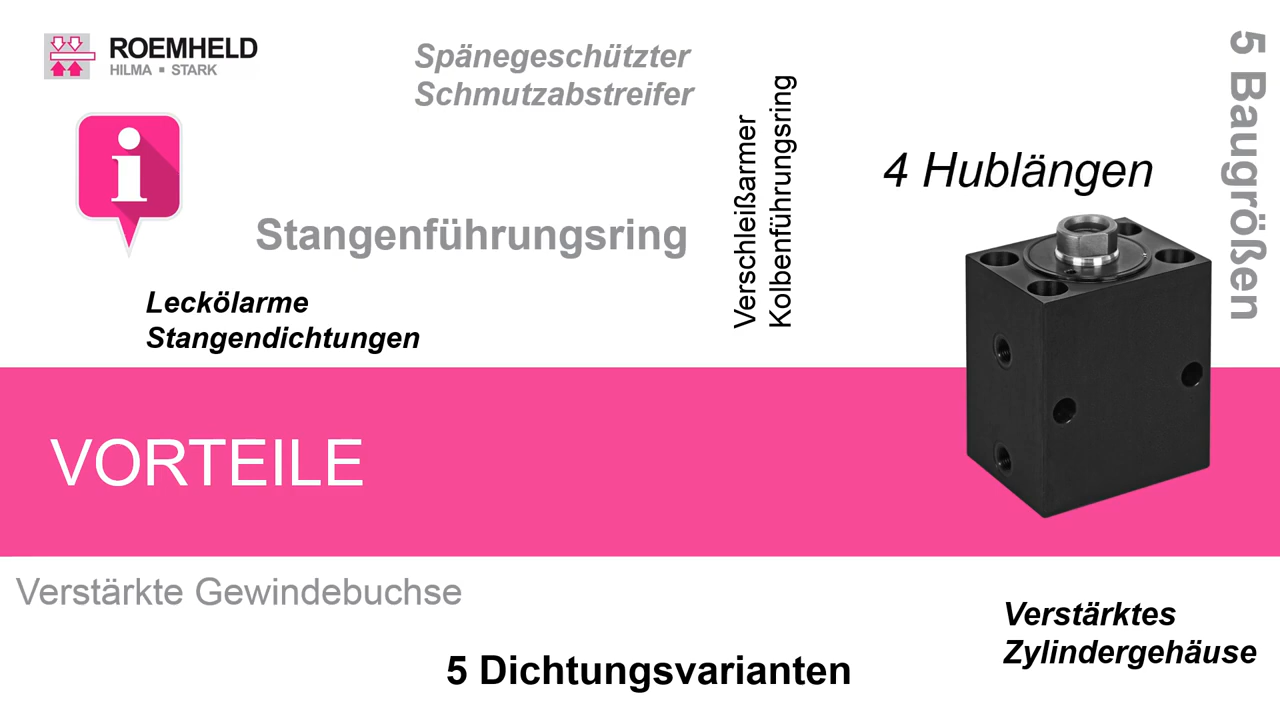 ROEMHELD
HILMA ▪ STARK
Spänegeschützter
Schmutzabstreifer
5 Baugrößen
Verschleißarmer
Kolbenführungsring
4 Hublängen
i
Stangenführungsring
Leckölarme
Stangendichtungen
VORTEILE
Verstärkte Gewindebuchse
Verstärktes
Zylindergehäuse
5 Dichtungsvarianten